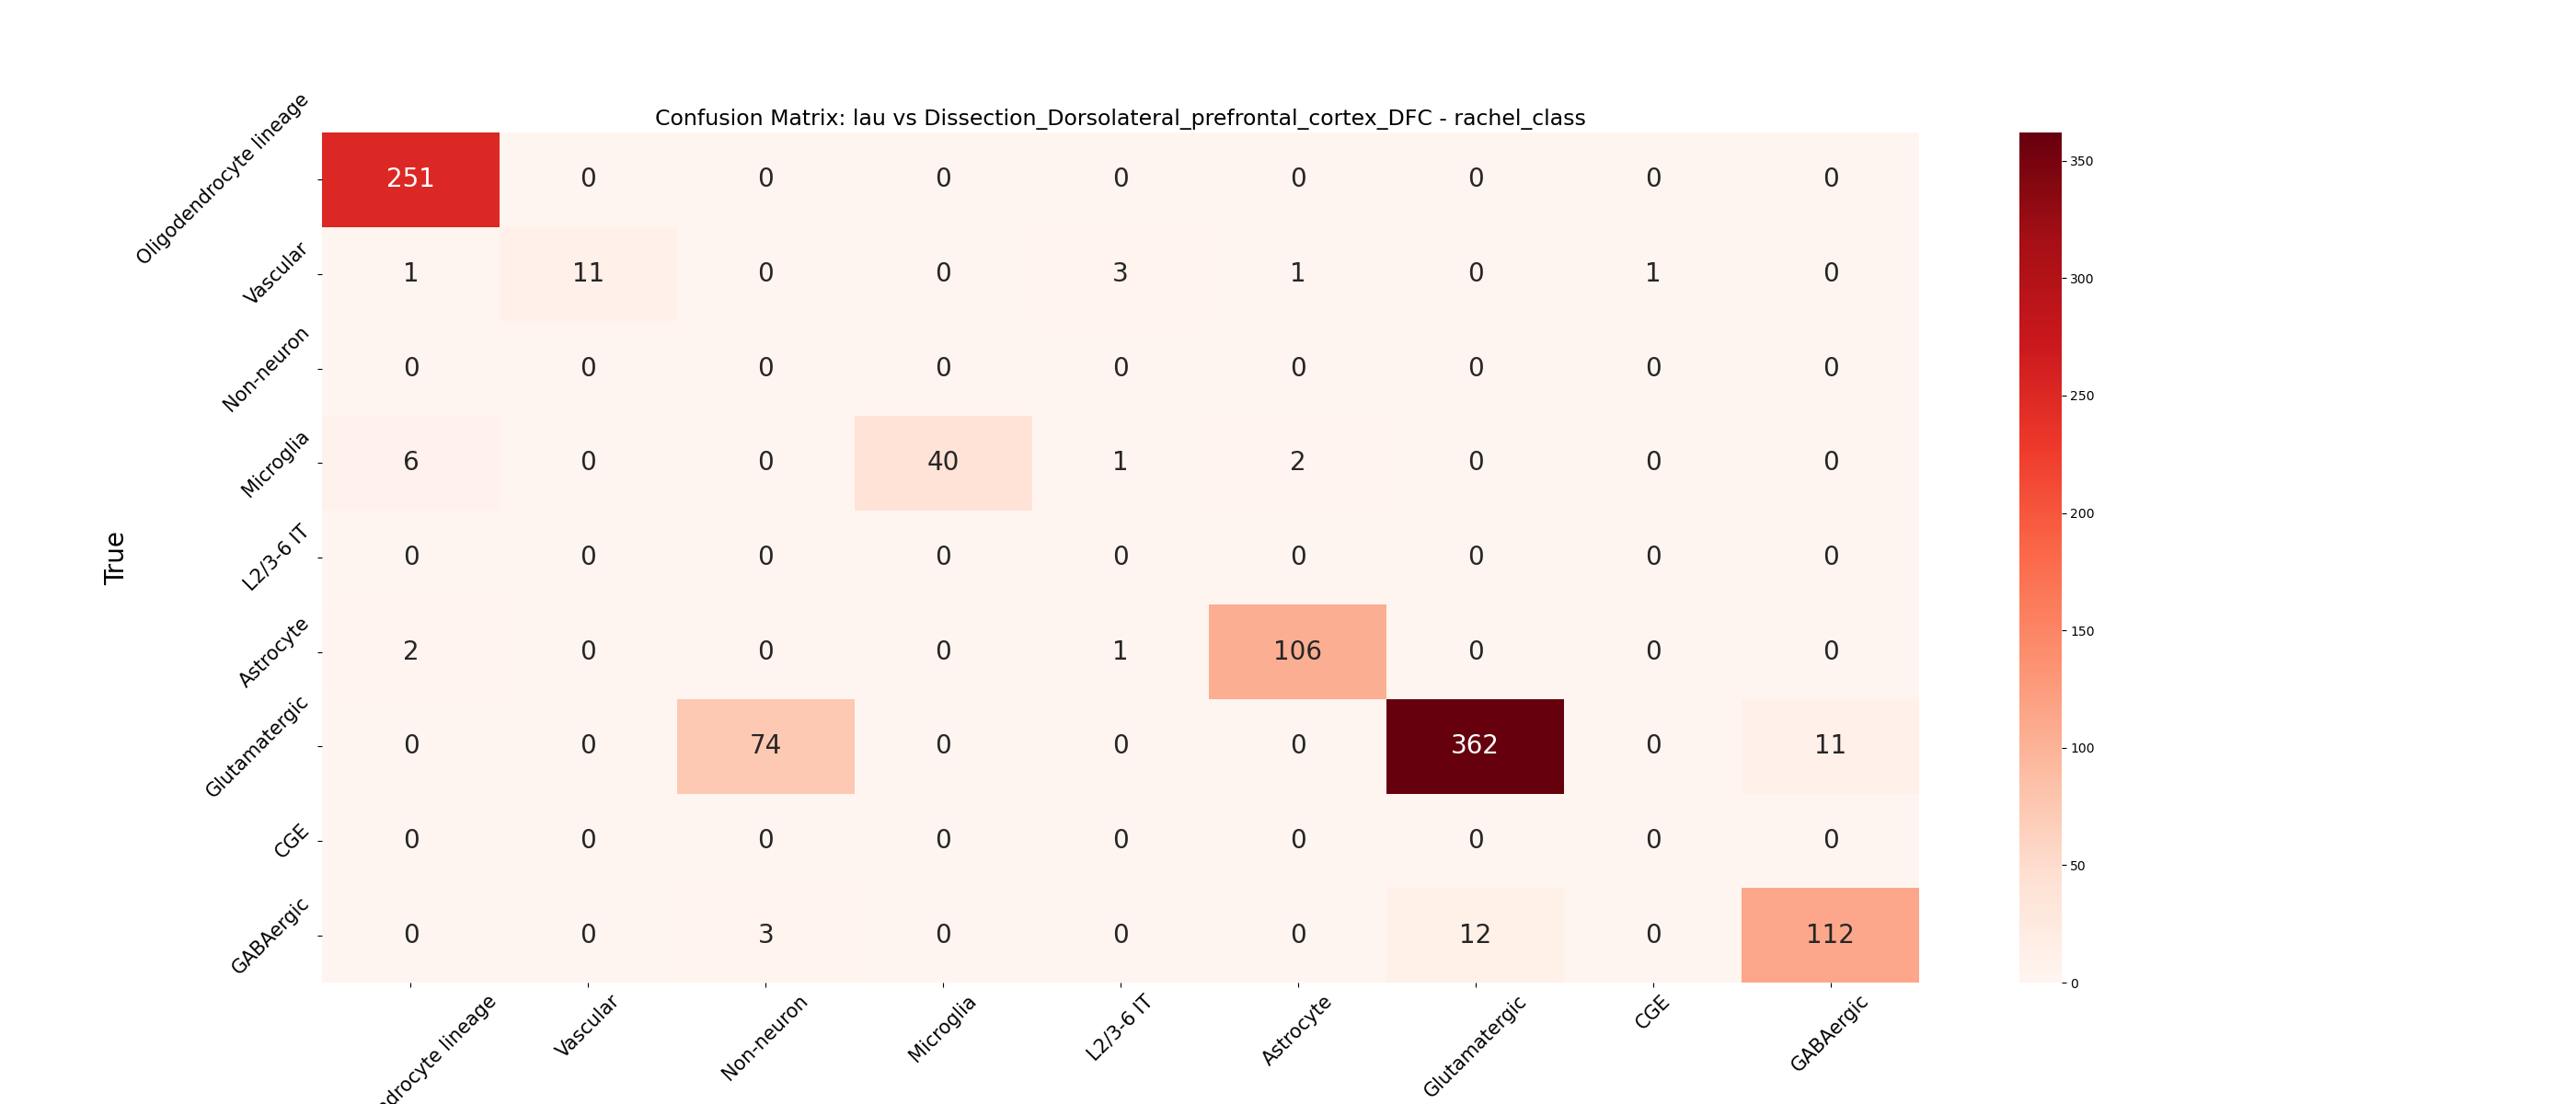 Confusion Matrix: lau vs Dissection_Dorsolateral_prefrontal_cortex_DFC - rachel_class
True
Oligodendrocyte lineage 251 0 0 0 0 0 0 0 0
Vascular 1 11 0 0 3 1 0 1 0
Non-neuron 0 0 0 0 0 0 0 0 0
Microglia 6 0 0 40 1 2 0 0 0
L2/3-6 IT 0 0 0 0 0 0 0 0 0
Astrocyte 2 0 0 0 1 106 0 0 0
Glutamatergic 0 0 74 0 0 0 362 0 11
CGE 0 0 0 0 0 0 0 0 0
GABAergic 0 0 3 0 0 0 12 0 112
lineage Vascular Non-neuron Microglia L2/3-6 IT Astrocyte Glutamatergic CGE GABAergic
350
300
250
200
150
100
50
0